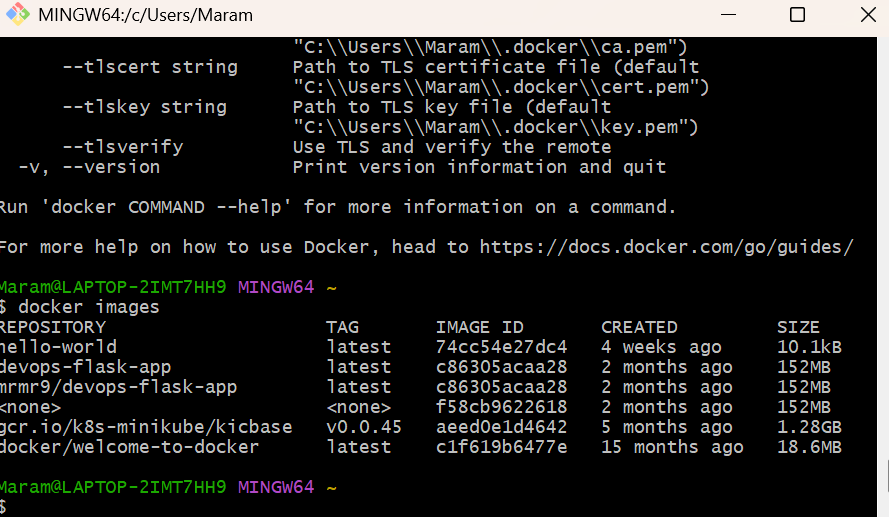 MINGW64:/c/Users/Maram
"C:\\Users\\Maram\\.docker\\ca.pem")
--tlscert string     Path to TLS certificate file (default
"C:\\Users\\Maram\\.docker\\cert.pem")
--tlskey string      Path to TLS key file (default
"C:\\Users\\Maram\\.docker\\key.pem")
--tlsverify          Use TLS and verify the remote
-v, --version            Print version information and quit
Run 'docker COMMAND --help' for more information on a command.
For more help on how to use Docker, head to https://docs.docker.com/go/guides/
Maram@LAPTOP-2IMT7HH9 MINGW64 ~
$ docker images
REPOSITORY                    TAG       IMAGE ID       CREATED         SIZE
hello-world                   latest    74cc54e27dc4   4 weeks ago     10.1kB
devops-flask-app              latest    c86305acaa28   2 months ago    152MB
mrmr9/devops-flask-app        latest    c86305acaa28   2 months ago    152MB
<none>                        <none>    f58cb9622618   2 months ago    152MB
gcr.io/k8s-minikube/kicbase   v0.0.45   aeed0e1d4642   5 months ago    1.28GB
docker/welcome-to-docker      latest    c1f619b6477e   15 months ago   18.6MB
Maram@LAPTOP-2IMT7HH9 MINGW64 ~
$